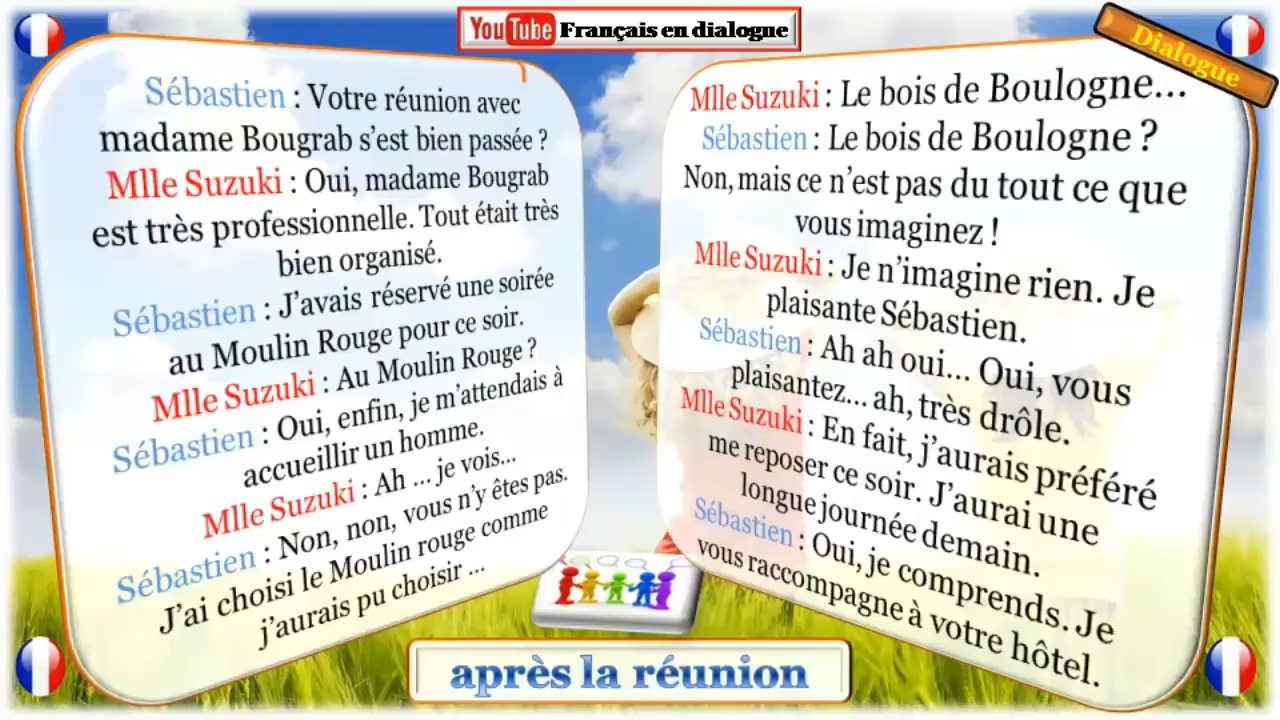 YouTube Français en dialogue
Dialogue
Sébastien : Votre réunion avec
madame Bougrab s'est bien passée ?
Mlle Suzuki : Oui, madame Bougrab
est très professionnelle. Tout était très
bien organisé.
Sébastien : J'avais réservé une soirée
au Moulin Rouge pour ce soir.
Mlle Suzuki : Au Moulin Rouge ?
Sébastien : Oui, enfin, je m'attendais à
accueillir un homme.
Mlle Suzuki : Ah ... je vois...
Sébastien : Non, non, vous n'y êtes pas.
J'ai choisi le Moulin rouge comme
j'aurais pu choisir ...
Mlle Suzuki : Le bois de Boulogne...
Sébastien : Le bois de Boulogne ?
Non, mais ce n'est pas du tout ce que
vous imaginez !
Mlle Suzuki : Je n'imagine rien. Je
plaisante Sébastien.
Sébastien : Ah ah oui... Oui, vous
plaisantez... ah, très drôle.
Mlle Suzuki : En fait, j'aurais préféré
me reposer ce soir. J'aurai une
longue journée demain.
Sébastien : Oui, je comprends. Je
vous raccompagne à votre hôtel.
après la réunion